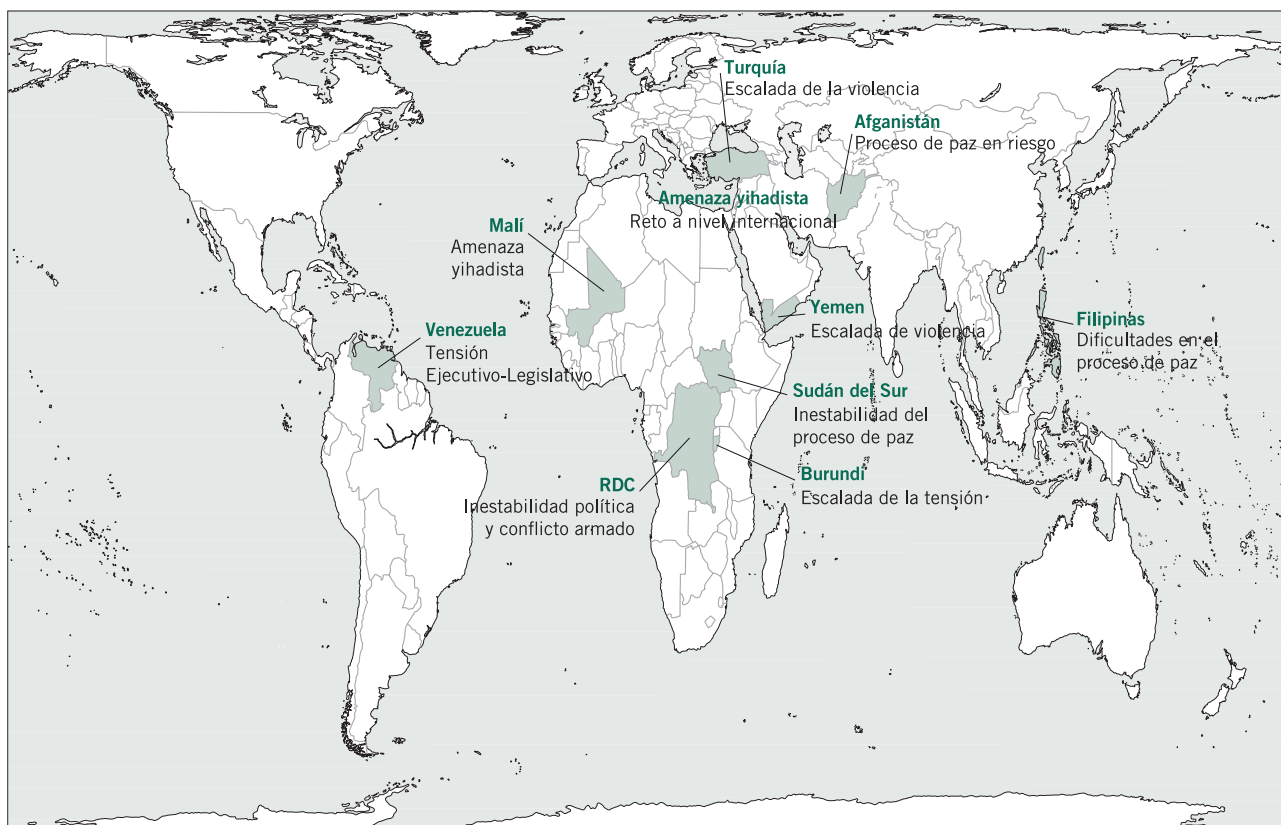 Turquía
Escalada de la violencia
Afganistán
Proceso de paz en riesgo
Amenaza yihadista
Reto a nivel internacional
Malí
Amenaza
yihadista
Yemen
Escalada de violencia
Filipinas
Dificultades en el
proceso de paz
Venezuela
Tensión
Ejecutivo-Legislativo
Sudán del Sur
Inestabilidad del
proceso de paz
Burundi
Escalada de la tensión
RDC
Inestabilidad política
y conflicto armado